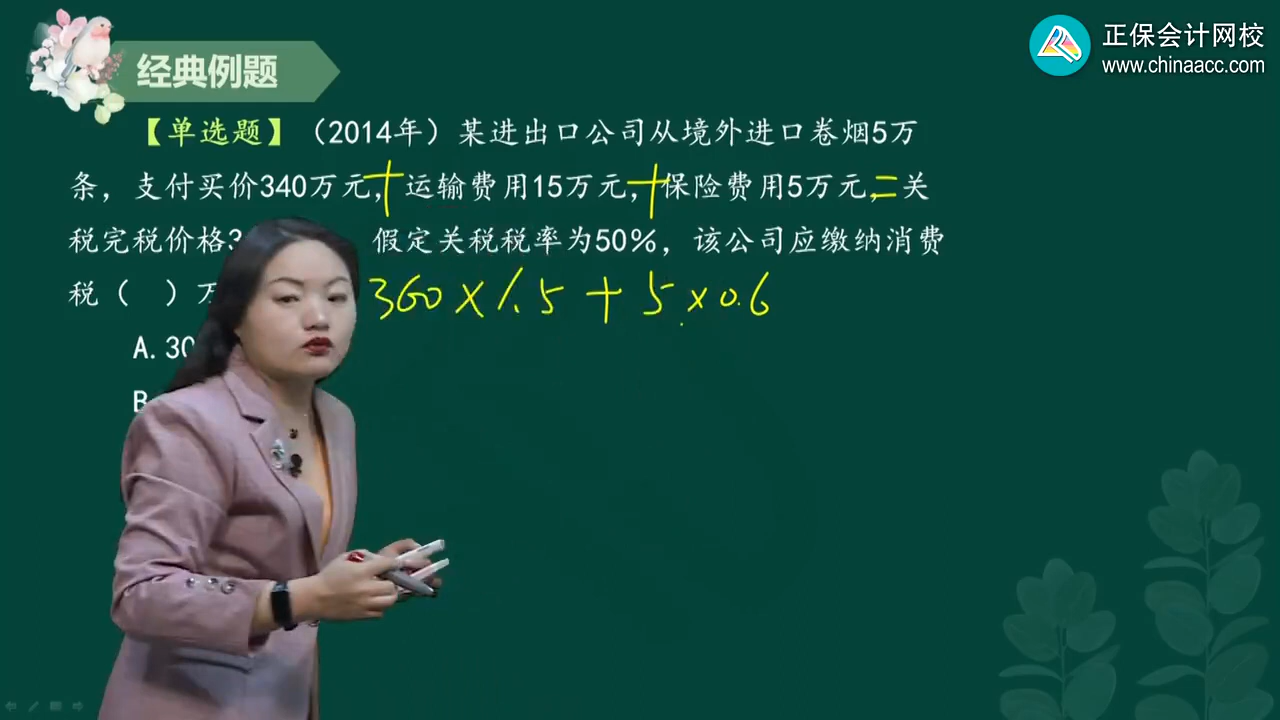 正保会计网校
www.chinaacc.com
经典例题
【单选题】（2014年）某进出口公司从境外进口卷烟5万
条，支付买价340万元，+运输费用15万元，+保险费用5万元，=关
税完税价格3 假定关税税率为50%，该公司应缴纳消费
税（ ）万
360×1.5+5×0.6
A.30
B